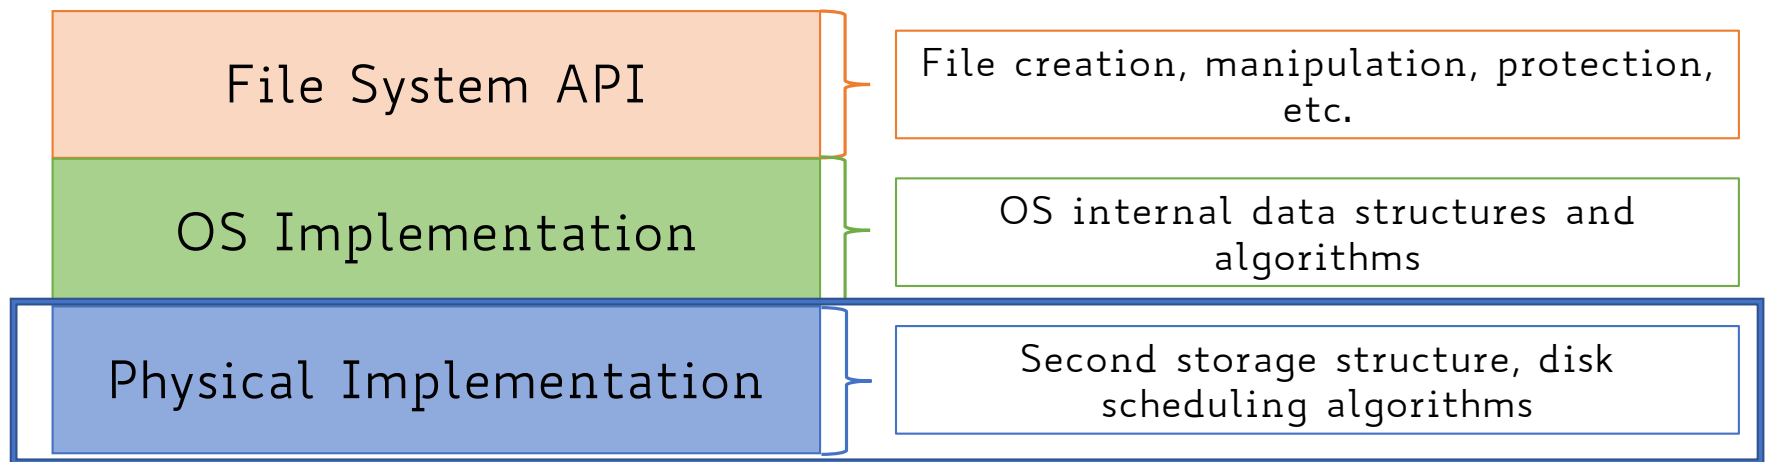 File System API
File creation, manipulation, protection,
etc.
OS Implementation
OS internal data structures and
algorithms
Physical Implementation
Second storage structure, disk
scheduling algorithms